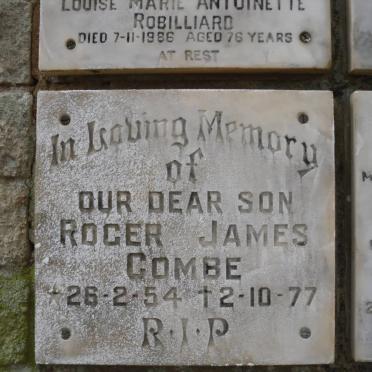 LOUISE MARIE ANTOINETTE
ROBILLIARD
DIED 7-11-1986 AGED 76 YEARS
AT REST
In Loving Memory
of
OUR DEAR SON
ROGER JAMES
COMBE
*26-2-54 †2-10-77
R·I·P